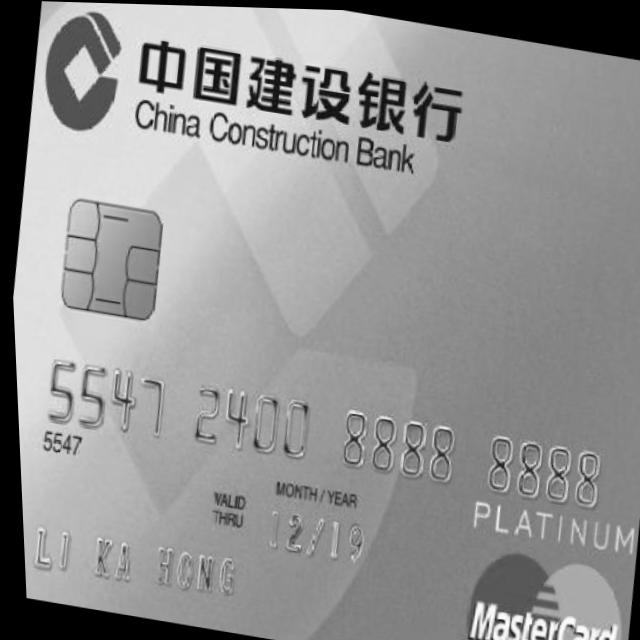 中国建设银行
China Construction Bank
5547 2400 8888 8888
5547
PLATINUM
MONTH / YEAR
VALID THRU 12/19
LI KA HONG
MasterCard